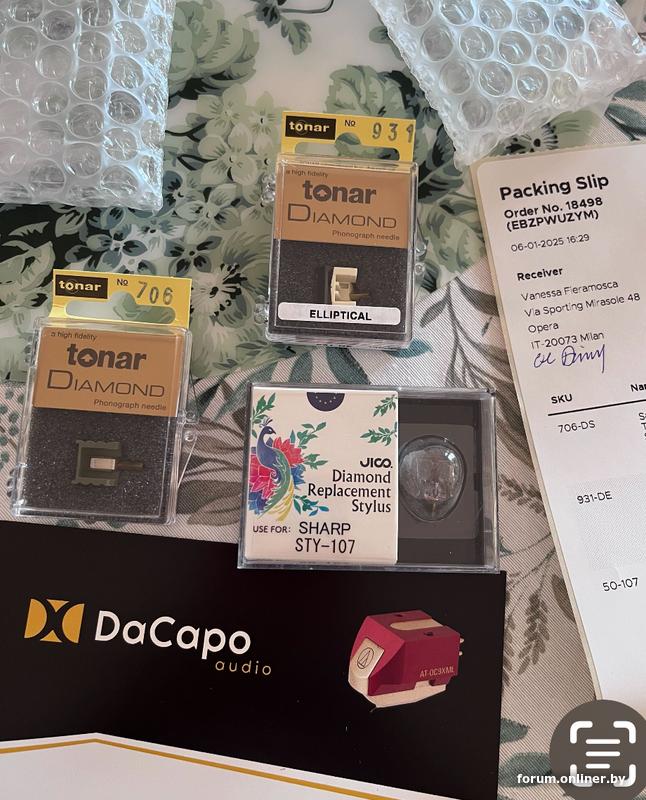 tonar No 931
a high fidelity
tonar
DIAMOND
Phonograph needle
ELLIPTICAL
tonar No 706
a high fidelity
tonar
DIAMOND
Phonograph needle
JICO.
Diamond
Replacement
Stylus
USE FOR: SHARP
STY-107
Packing Slip
Order No. 18498
(EBZPWUZYM)
06-01-2025 16:29
Receiver
Vanessa Fieramosca
Via Sporting Mirasole 48
Opera
IT-20073 Milan
SKU
706-DS
931-DE
50-107
DaCapo
audio
AT-OC9XML
forum.onliner.by